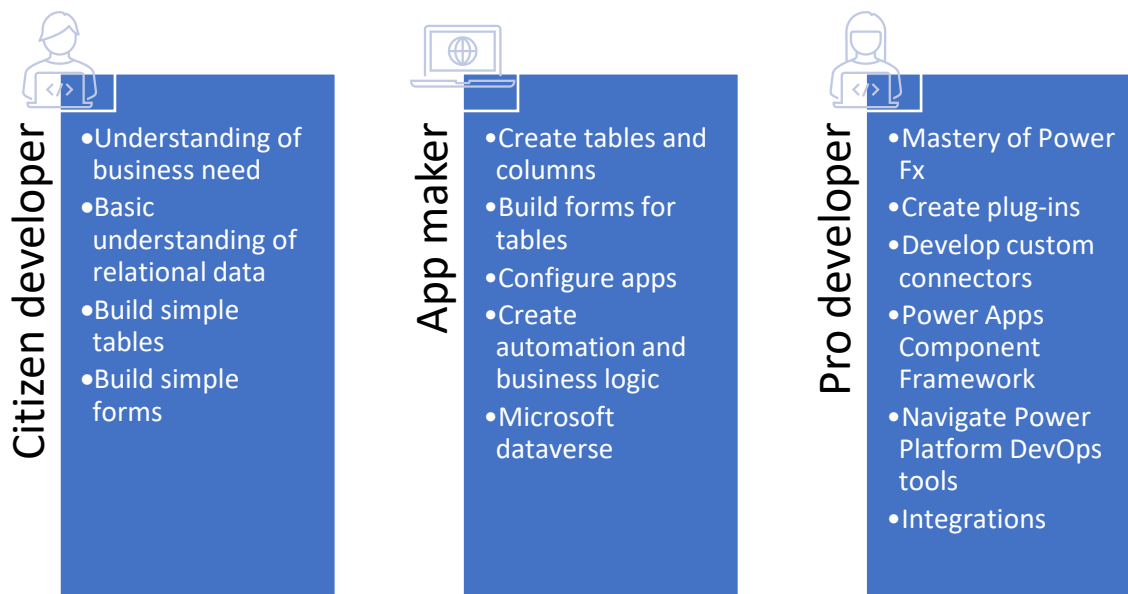 </>
Citizen developer
•Understanding of
business need
•Basic
understanding of
relational data
•Build simple
tables
•Build simple
forms
App maker
•Create tables and
columns
•Build forms for
tables
•Configure apps
•Create
automation and
business logic
•Microsoft
dataverse
</>
Pro developer
•Mastery of Power
Fx
•Create plug-ins
•Develop custom
connectors
•Power Apps
Component
Framework
•Navigate Power
Platform DevOps
tools
•Integrations